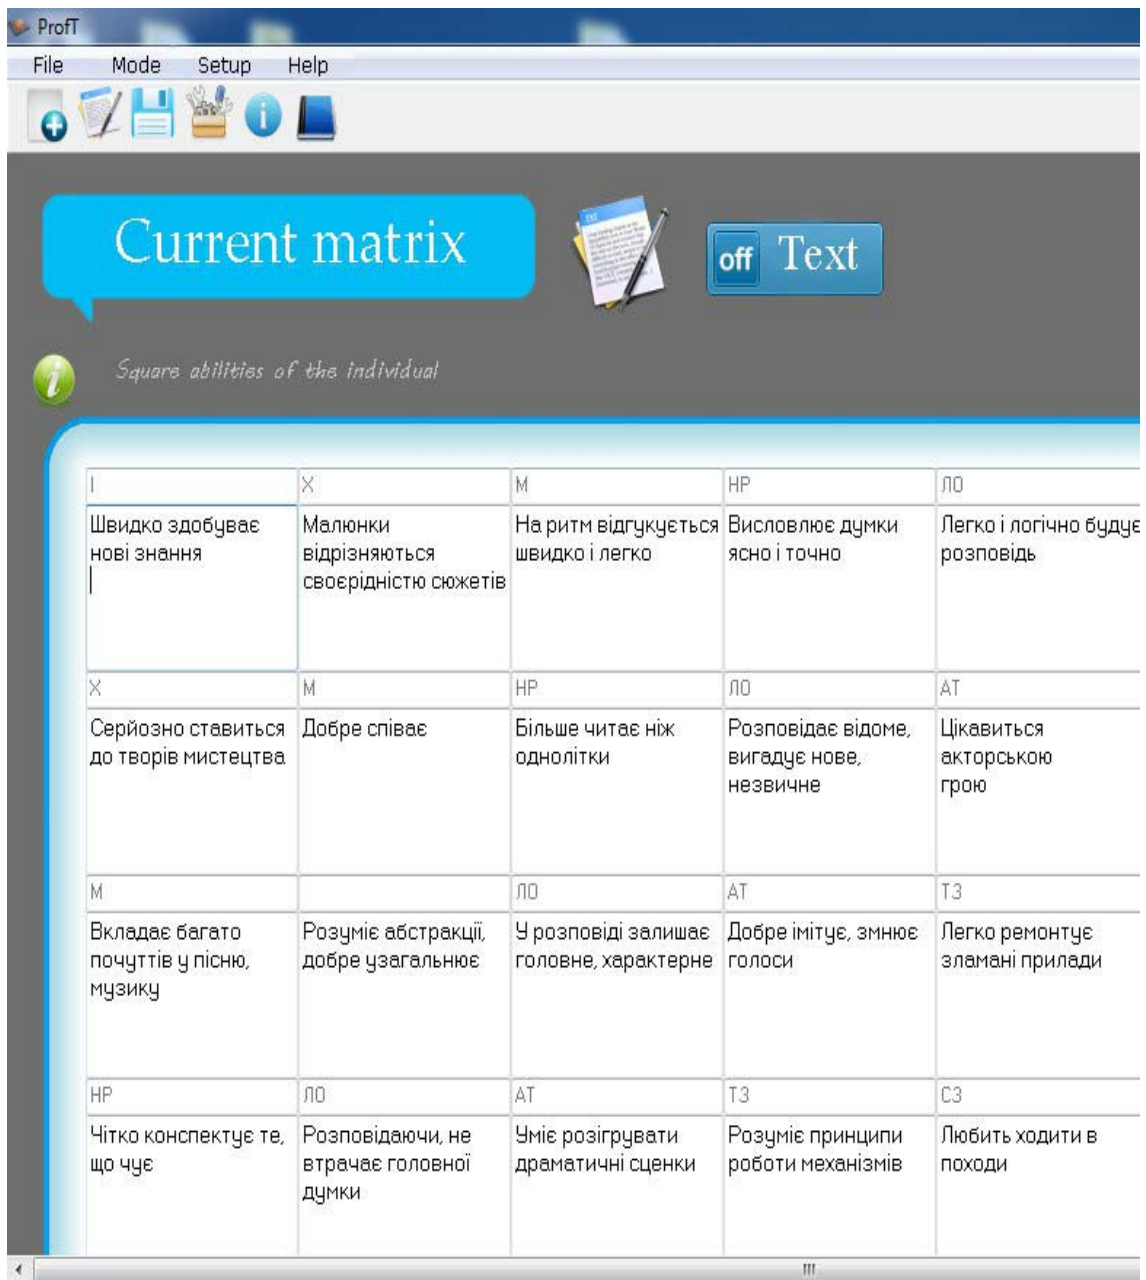 ProfT
File Mode Setup Help
Current matrix
off Text
Square abilities of the individual
І Х М НР ЛО
Швидко здобуває
нові знання
Малюнки
відрізняються
своєрідністю сюжетів
На ритм відгукується
швидко і легко
Висловлює думки
ясно і точно
Легко і логічно будує
розповідь
Х М НР ЛО АТ
Серйозно ставиться
до творів мистецтва
Добре співає
Більше читає ніж
однолітки
Розповідає відоме,
вигадує нове,
незвичне
Цікавиться
акторською
грою
М ЛО АТ ТЗ
Вкладає багато
почуттів у пісню,
музику
Розуміє абстракції,
добре узагальнює
У розповіді залишає
головне, характерне
Добре імітує, змнює
голоси
Легко ремонтує
зламані прилади
НР ЛО АТ ТЗ СЗ
Чітко конспектує те,
що чує
Розповідаючи, не
втрачає головної
думки
Уміє розігрувати
драматичні сценки
Розуміє принципи
роботи механізмів
Любить ходити в
походи